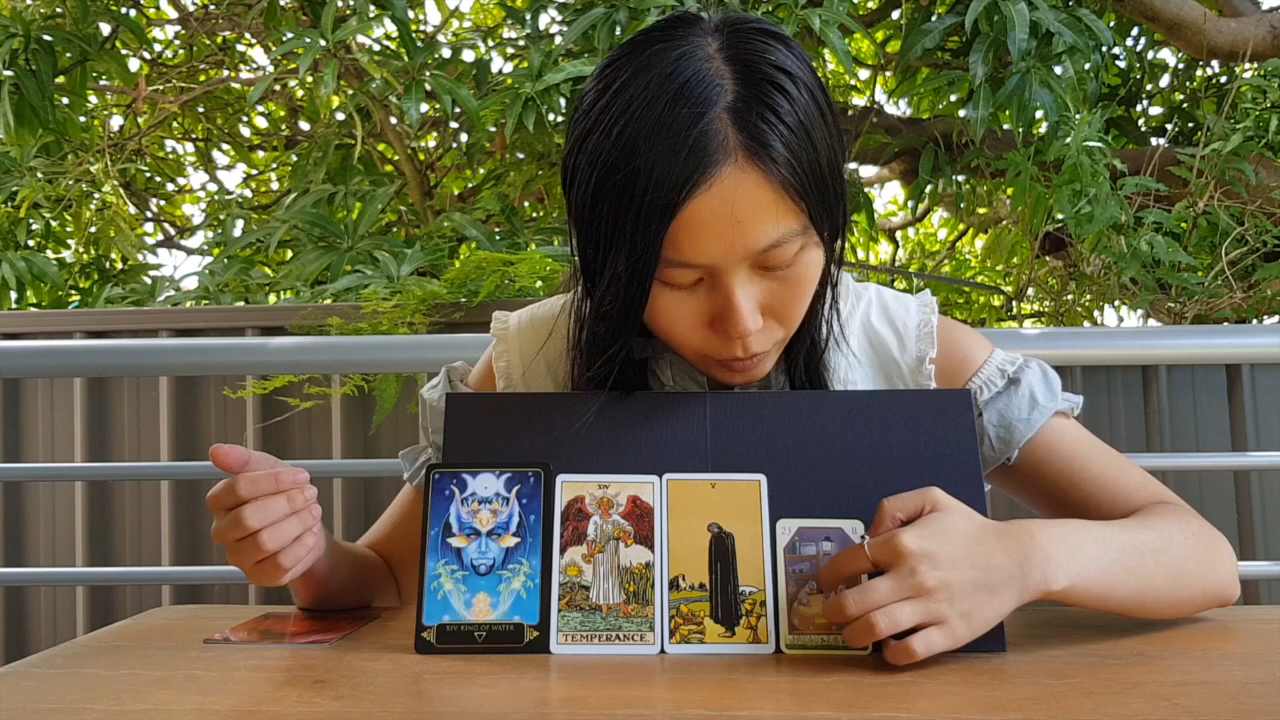 XIV KING OF WATER
XIV
TEMPERANCE.
V